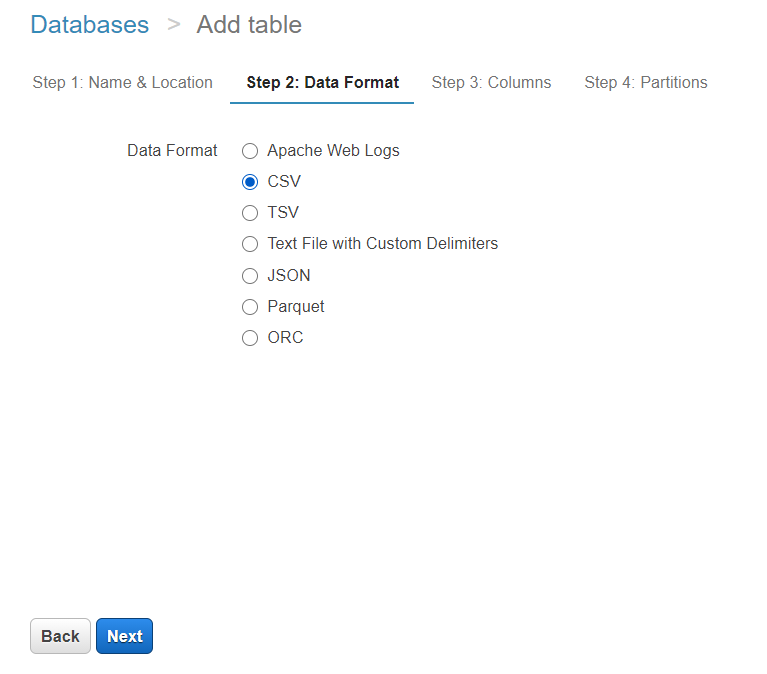 Databases > Add table
Step 1: Name & Location Step 2: Data Format Step 3: Columns Step 4: Partitions
Data Format Apache Web Logs
CSV
TSV
Text File with Custom Delimiters
JSON
Parquet
ORC
Back Next